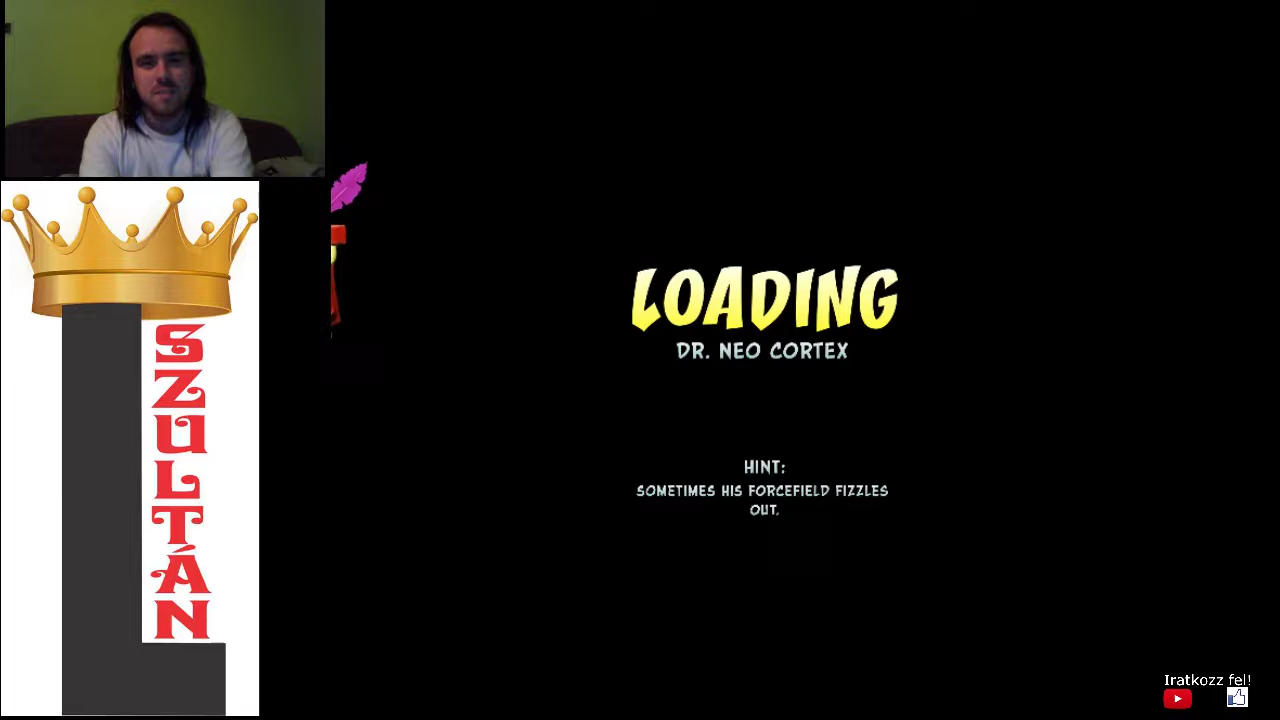 SZULTÁN
LOADING
DR. NEO CORTEX
HINT:
SOMETIMES HIS FORCEFIELD FIZZLES
OUT.
Iratkozz fel!